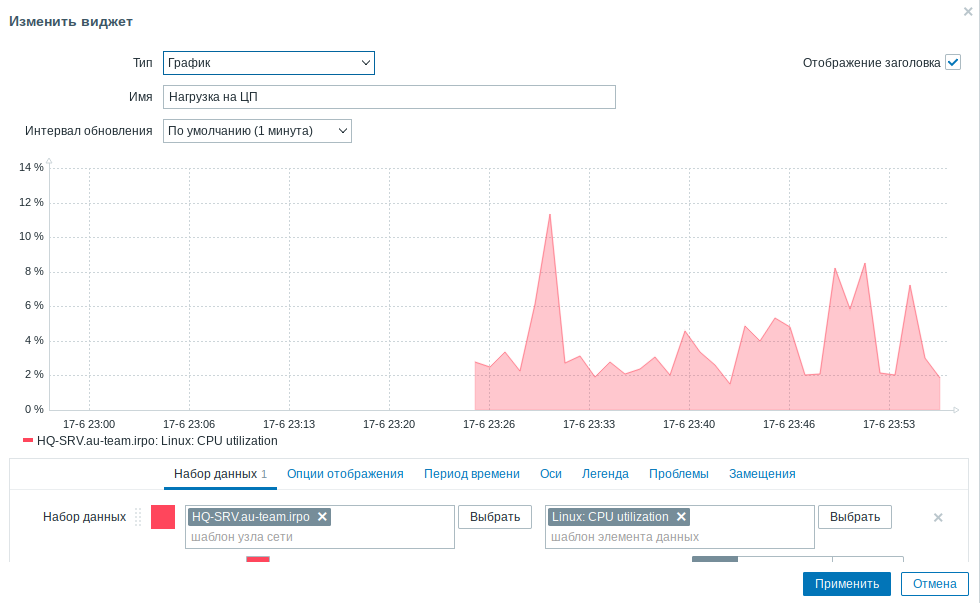 Изменить виджет
Тип График Отображение заголовка
Имя Нагрузка на ЦП
Интервал обновления По умолчанию (1 минута)
14 %
12 %
10 %
8 %
6 %
4 %
2 %
0 %
17-6 23:00 17-6 23:06 17-6 23:13 17-6 23:20 17-6 23:26 17-6 23:33 17-6 23:40 17-6 23:46 17-6 23:53
HQ-SRV.au-team.irpo: Linux: CPU utilization
Набор данных 1 Опции отображения Период времени Оси Легенда Проблемы Замещения
Набор данных HQ-SRV.au-team.irpo Выбрать Linux: CPU utilization Выбрать
шаблон узла сети шаблон элемента данных
Применить Отмена